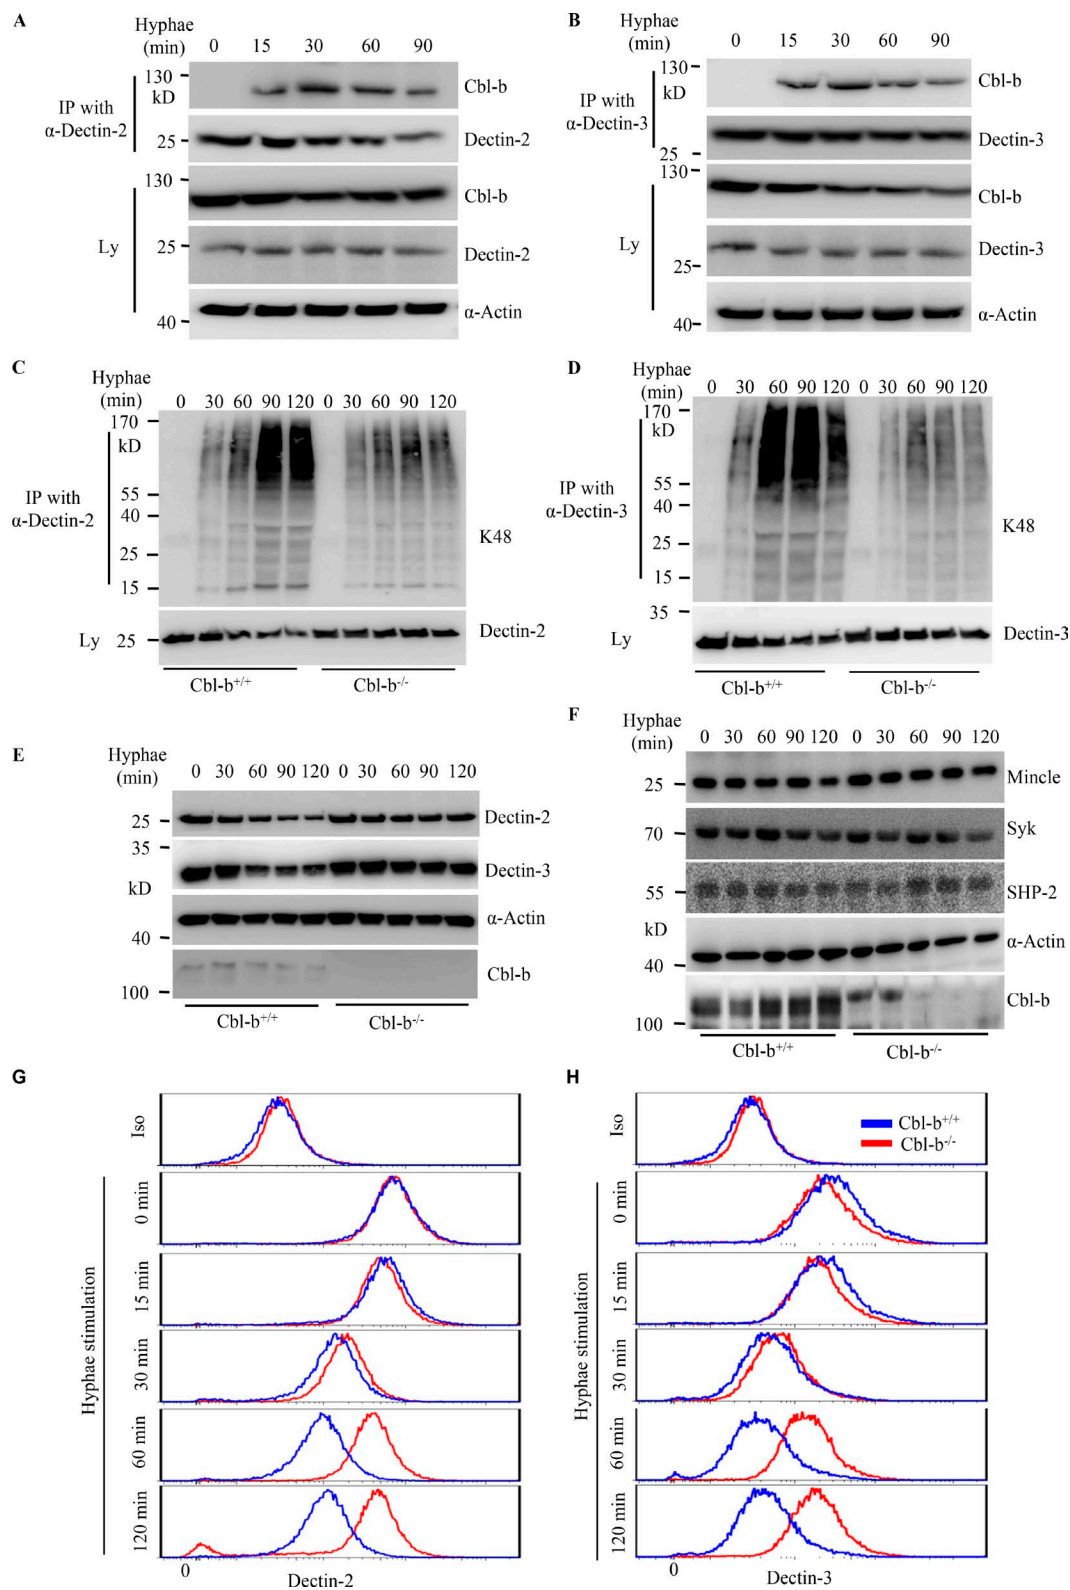 A
Hyphae
(min)
0 15 30 60 90
130
kD
IP with
α-Dectin-2
Cbl-b
25
Dectin-2
130
Cbl-b
Ly
25
Dectin-2
40
α-Actin
B
Hyphae
(min)
0 15 30 60 90
130
kD
IP with
α-Dectin-3
Cbl-b
Dectin-3
25
130
Cbl-b
Ly
Dectin-3
25
α-Actin
40
C
Hyphae
(min)
0 30 60 90 120 0 30 60 90 120
170
kD
IP with
α-Dectin-2
55
40
K48
25
15
Ly
25
Dectin-2
Cbl-b+/+
Cbl-b-/-
D
Hyphae
(min)
0 30 60 90 120 0 30 60 90 120
170
kD
IP with
α-Dectin-3
55
40
K48
25
15
35
Ly
Dectin-3
Cbl-b+/+
Cbl-b-/-
E
Hyphae
(min)
0 30 60 90 120 0 30 60 90 120
25
Dectin-2
35
Dectin-3
kD
α-Actin
40
Cbl-b
100
Cbl-b+/+
Cbl-b-/-
F
Hyphae
(min)
0 30 60 90 120 0 30 60 90 120
25
Mincle
70
Syk
55
SHP-2
kD
α-Actin
40
Cbl-b
100
Cbl-b+/+
Cbl-b-/-
G
Iso
0 min
15 min
30 min
60 min
120 min
Hyphae stimulation
0
Dectin-2
H
Iso
Cbl-b+/+
Cbl-b-/-
0 min
15 min
30 min
60 min
120 min
Hyphae stimulation
0
Dectin-3